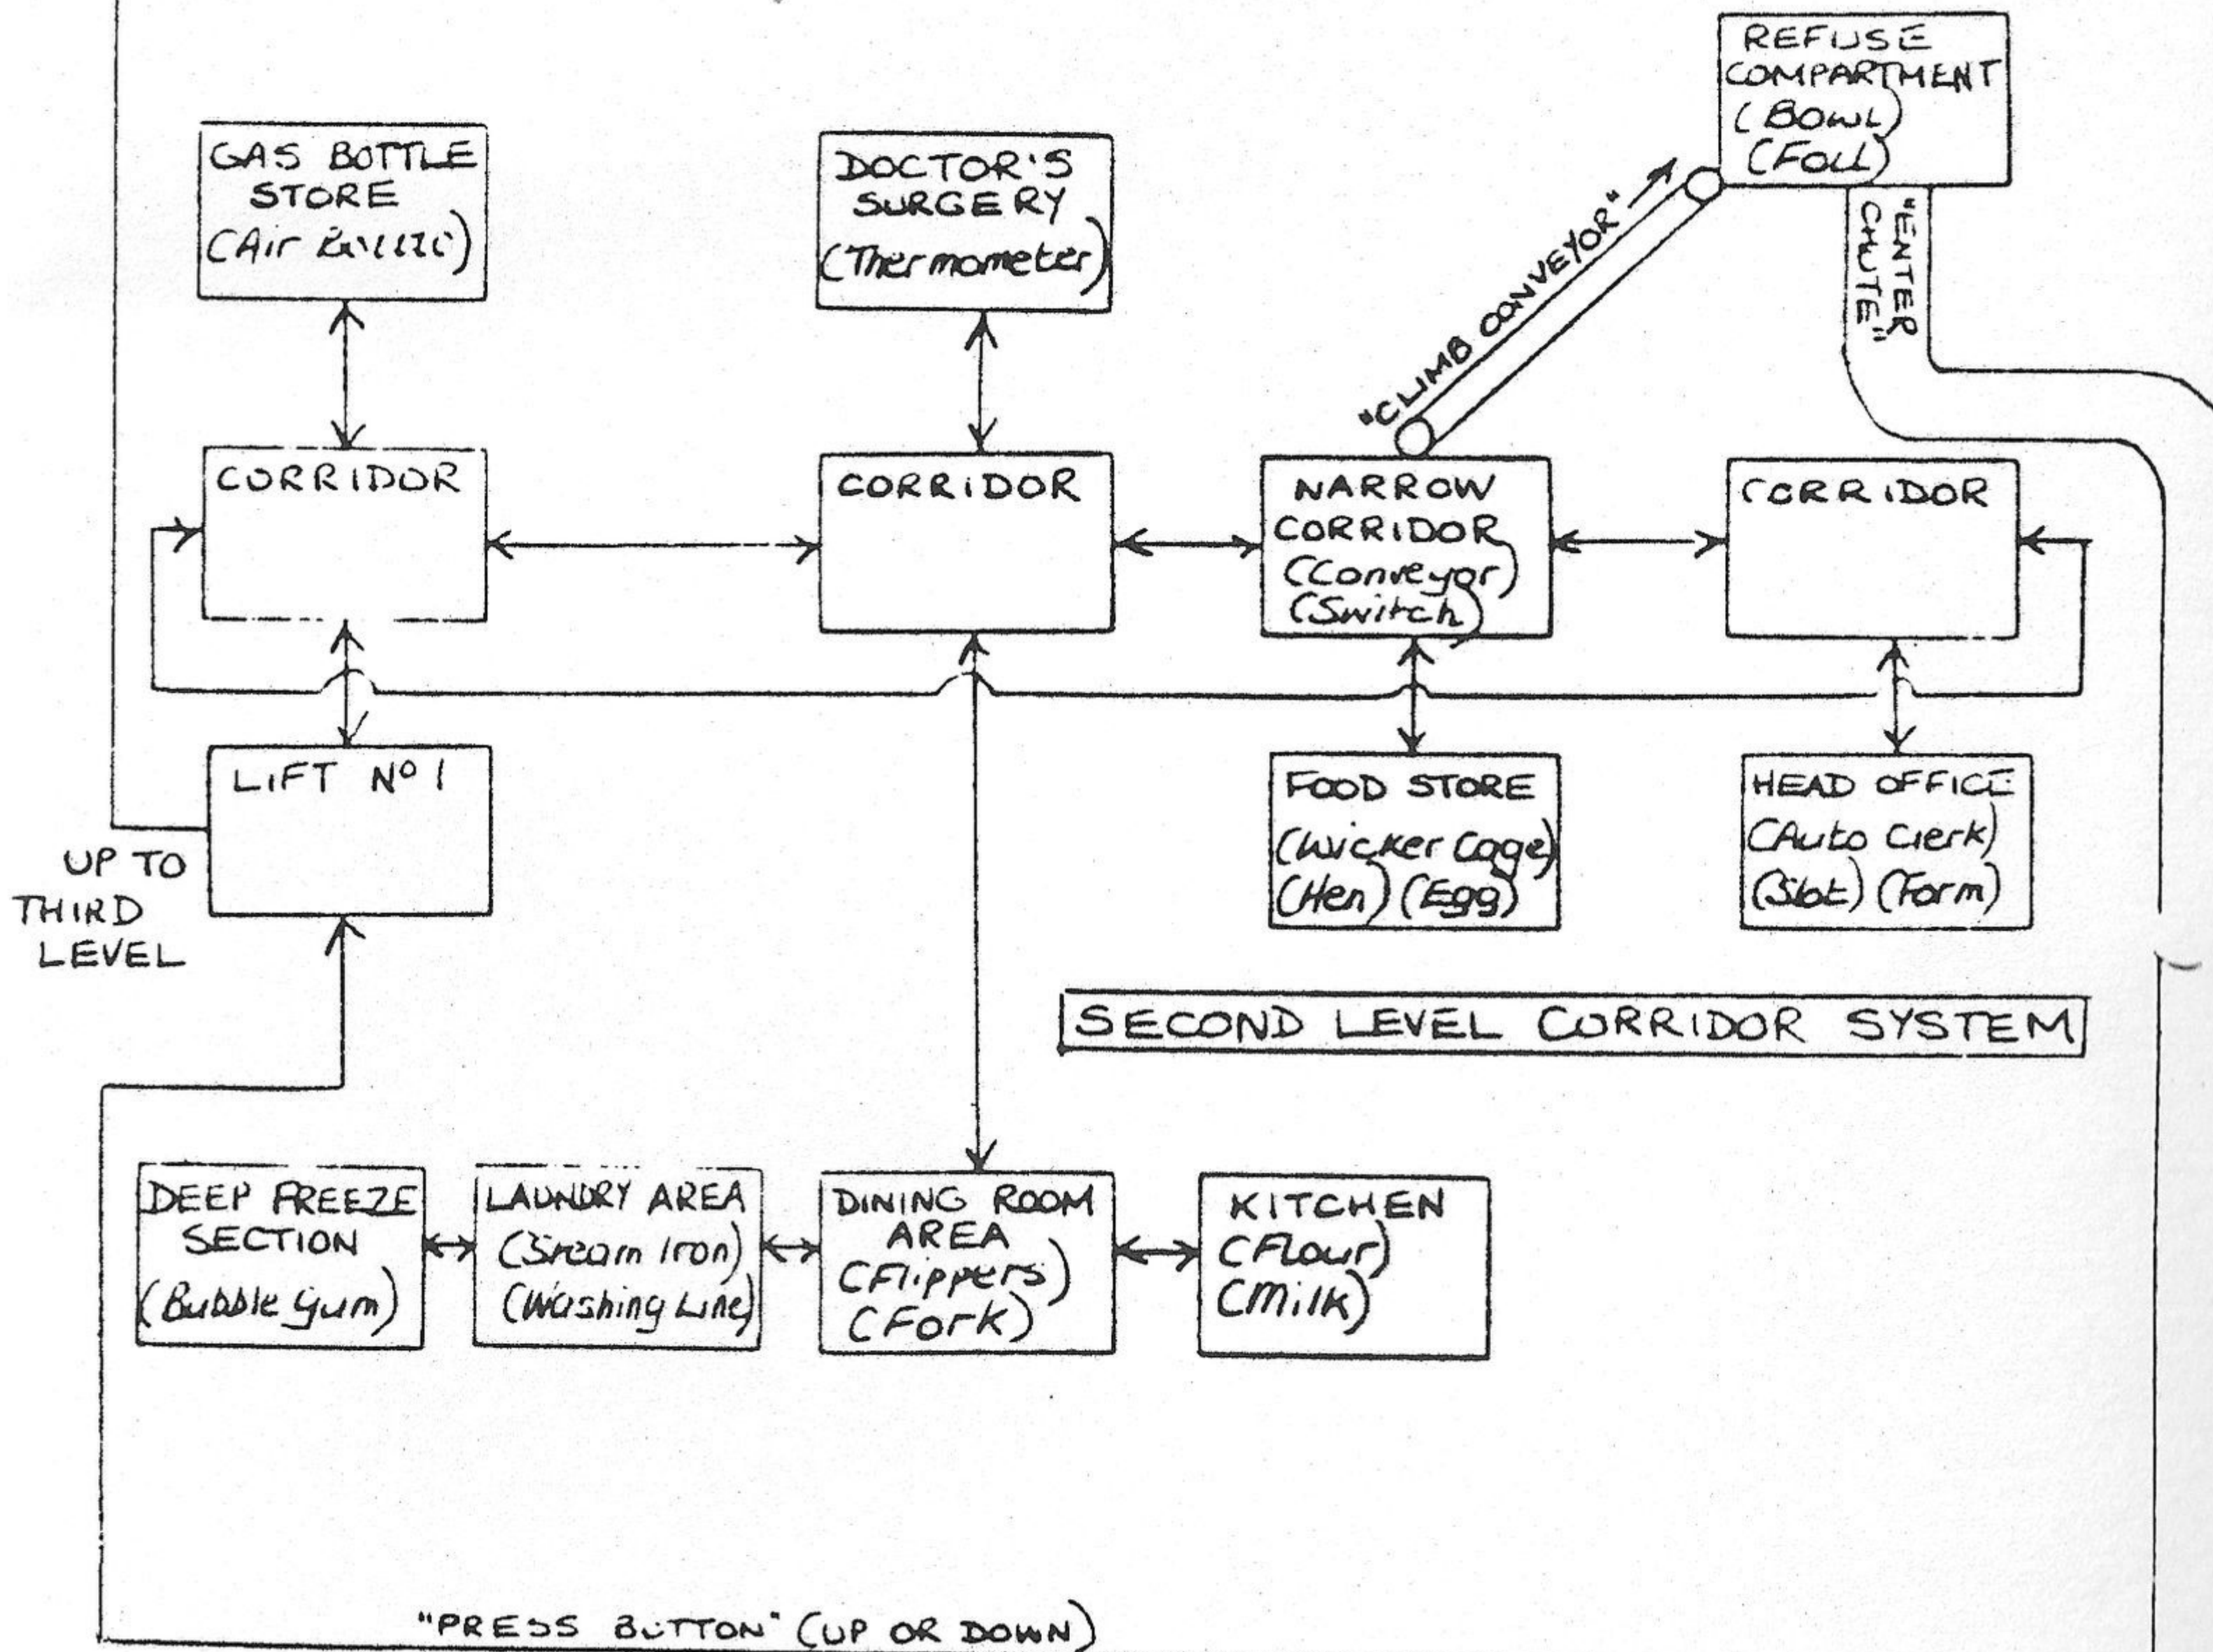 REFUSE
COMPARTMENT
(BOWL)
(FOIL)
GAS BOTTLE
STORE
(Air
DOCTOR'S
SURGERY
(Thermometer)
"CLIMB CONVEYOR"
"ENTER
CHUTE"
CORRIDOR
CORRIDOR
NARROW
CORRIDOR
(Conveyor)
(Switch)
CORRIDOR
LIFT Nº 1
UP TO
THIRD
LEVEL
FOOD STORE
(Wicker Cage)
(Hen) (Egg)
HEAD OFFICE
(Auto Clerk)
(Slot) (Form)
SECOND LEVEL CORRIDOR SYSTEM
DEEP FREEZE
SECTION
(Bubble gum)
LAUNDRY AREA
(Steam Iron)
(Washing Line)
DINING ROOM
AREA
(Flippers)
(Fork)
KITCHEN
(Flour)
(Milk)
"PRESS BUTTON" (UP OR DOWN)